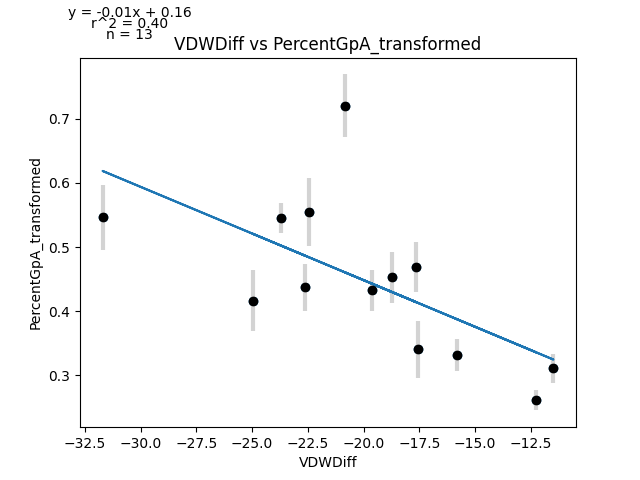 y = -0.01x + 0.16
r^2 = 0.40
n = 13
VDWDiff vs PercentGpA_transformed
0.7
0.6
0.5
0.4
0.3
PercentGpA_transformed
−32.5 −30.0 −27.5 −25.0 −22.5 −20.0 −17.5 −15.0 −12.5
VDWDiff